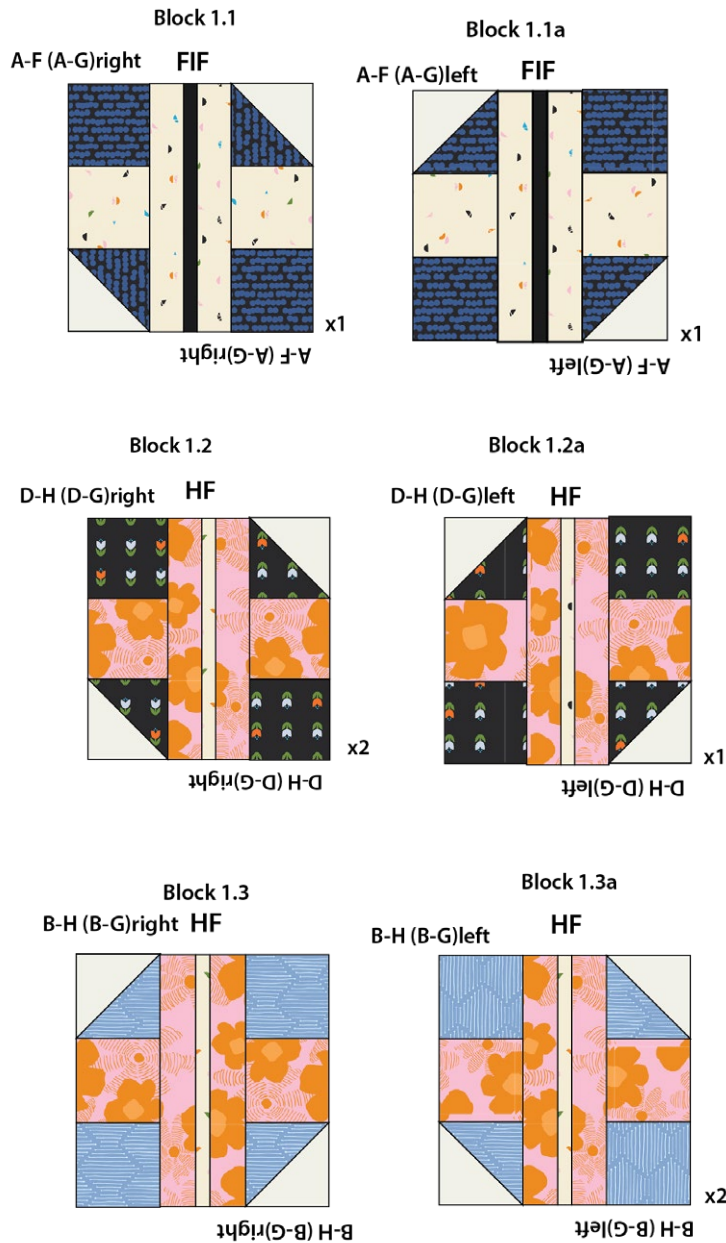 Block 1.1
A-F (A-G)right
FIF
x1
A-F (A-G)right
Block 1.1a
A-F (A-G)left
FIF
x1
A-F (A-G)left
Block 1.2
D-H (D-G)right
HF
x2
D-H (D-G)right
Block 1.2a
D-H (D-G)left
HF
x1
D-H (D-G)left
Block 1.3
B-H (B-G)right
HF
B-H (B-G)right
Block 1.3a
B-H (B-G)left
HF
x2
B-H (B-G)left